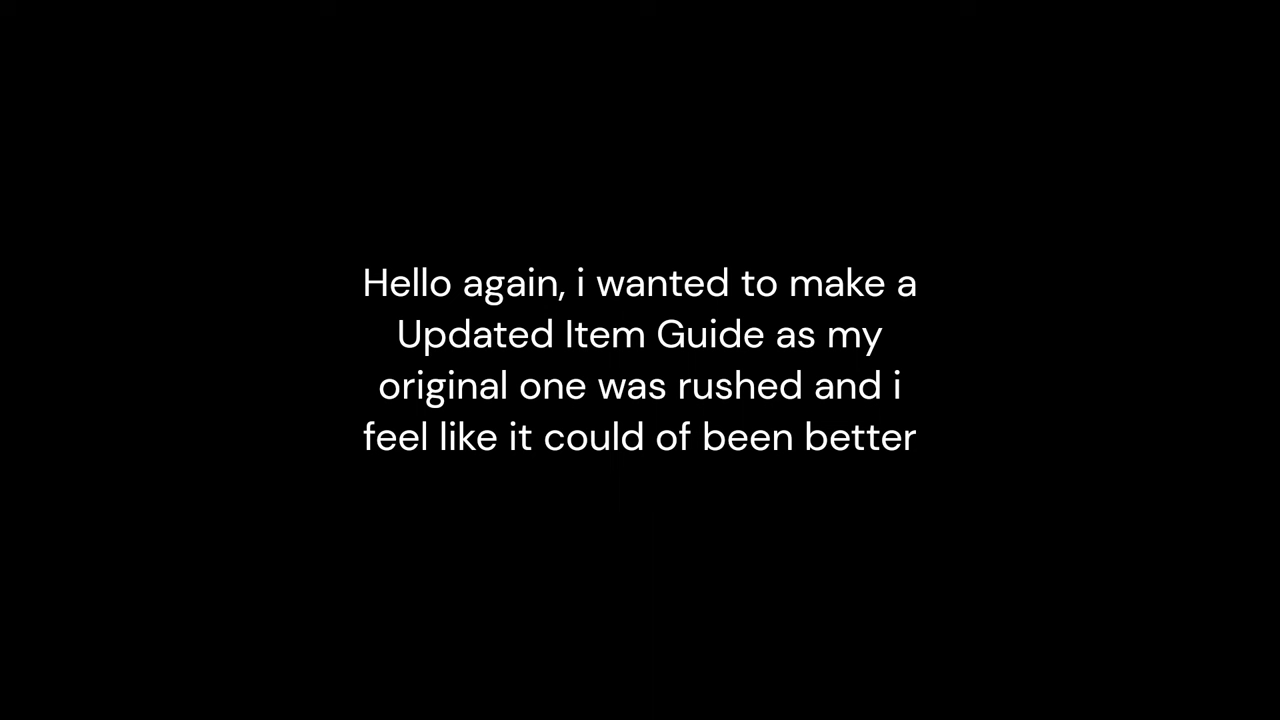 Hello again, i wanted to make a
Updated Item Guide as my
original one was rushed and i
feel like it could of been better